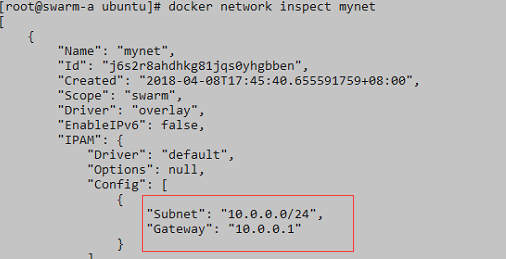 [root@swarm-a ubuntu]# docker network inspect mynet
[
    {
        "Name": "mynet",
        "Id": "j6s2r8ahdhkg81jqs0yhgbben",
        "Created": "2018-04-08T17:45:40.655591759+08:00",
        "Scope": "swarm",
        "Driver": "overlay",
        "EnableIPv6": false,
        "IPAM": {
            "Driver": "default",
            "Options": null,
            "Config": [
                {
                    "Subnet": "10.0.0.0/24",
                    "Gateway": "10.0.0.1"
                }
            ]